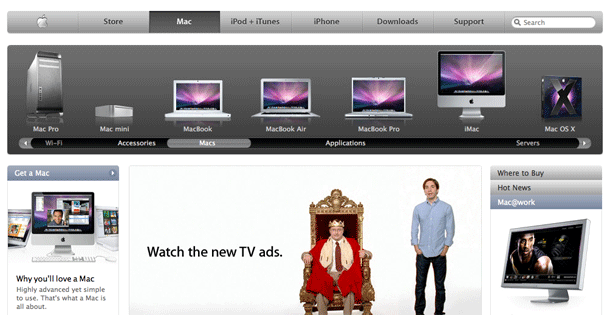 Store
Mac
iPod + iTunes
iPhone
Downloads
Support
Search
Mac Pro
Mac mini
MacBook
MacBook Air
MacBook Pro
iMac
Mac OS X
Wi-Fi
Accessories
Macs
Applications
Servers
Get a Mac
Why you'll love a Mac
Highly advanced yet simple
to use. That's what a Mac is
all about.
Watch the new TV ads.
Where to Buy
Hot News
Mac@work